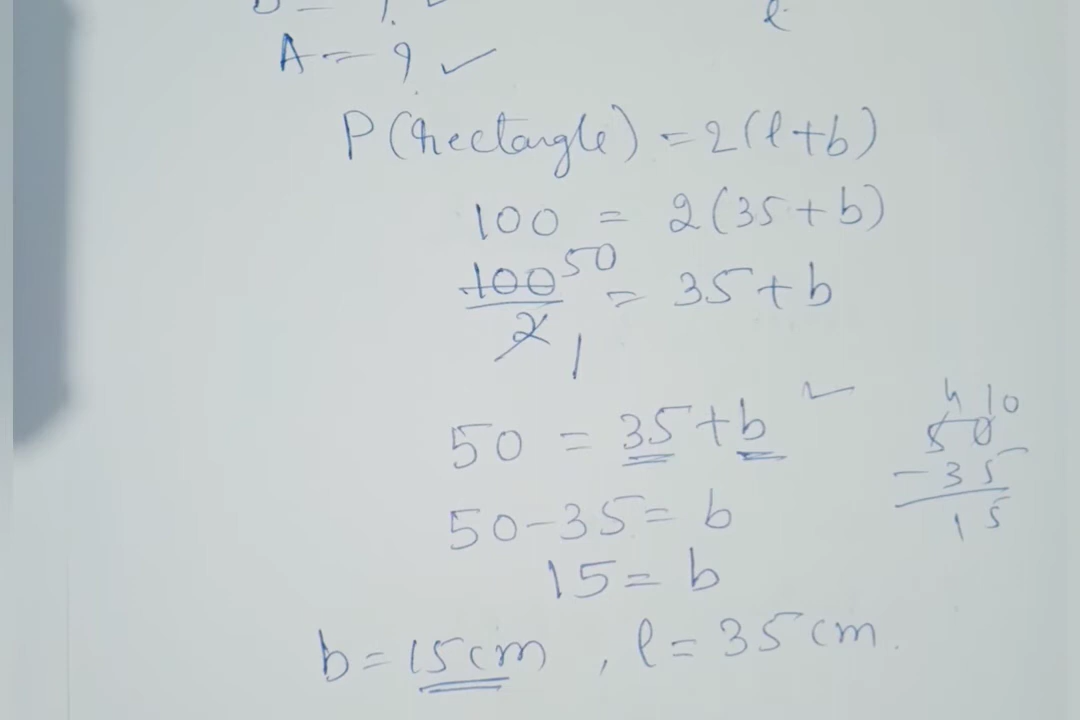 b = ?
l
A = ?
P(Rectangle) = 2(l+b)
100 = 2(35+b)
100/2 50 1 = 35+b
50 = 35+b
50-35 = b
15 = b
b = 15cm, l = 35cm.
4 10
50
-35
15